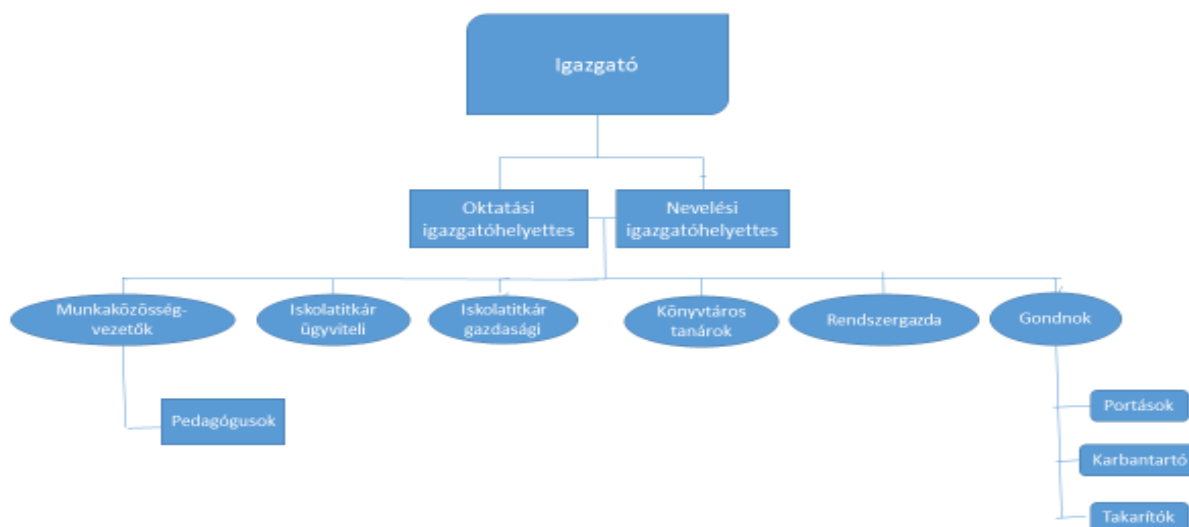 Igazgató
Oktatási
igazgatóhelyettes
Nevelési
igazgatóhelyettes
Munkaközösség-
vezetők
Iskolatitkár
ügyviteli
Iskolatitkár
gazdasági
Könyvtáros
tanárok
Rendszergazda
Gondnok
Pedagógusok
Portások
Karbantartó
Takarítók